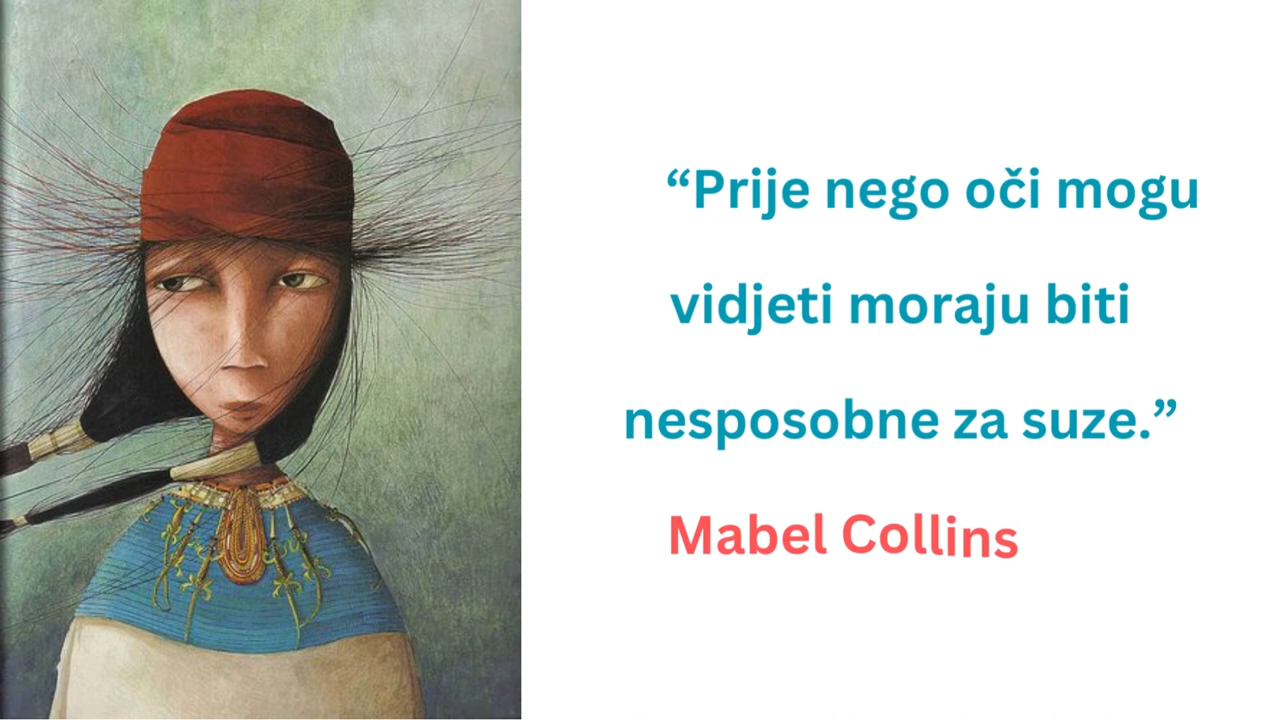 “Prije nego oči mogu
vidjeti moraju biti
nesposobne za suze.”
Mabel Collins